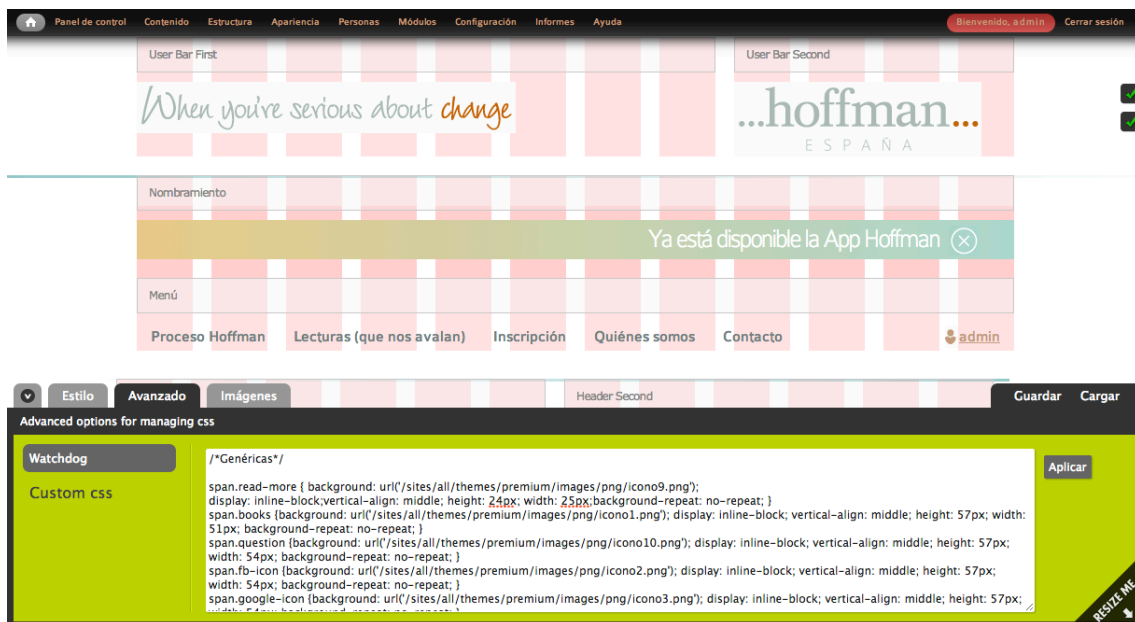 Panel de control Contenido Estructura Apariencia Personas Módulos Configuración Informes Ayuda Bienvenido, admin Cerrar sesión
User Bar First User Bar Second
When you're serious about change
...hoffman...
ESPAÑA
Nombramiento
Ya está disponible la App Hoffman
Menú
Proceso Hoffman Lecturas (que nos avalan) Inscripción Quiénes somos Contacto admin
Header Second
Estilo Avanzado Imágenes Guardar Cargar
Advanced options for managing css
Watchdog
Custom css
/*Genéricas*/
span.read-more { background: url('/sites/all/themes/premium/images/png/icono9.png');
display: inline-block;vertical-align: middle; height: 24px; width: 25px;background-repeat: no-repeat; }
span.books {background: url('/sites/all/themes/premium/images/png/icono1.png'); display: inline-block; vertical-align: middle; height: 57px; width:
51px; background-repeat: no-repeat; }
span.question {background: url('/sites/all/themes/premium/images/png/icono10.png'); display: inline-block; vertical-align: middle; height: 57px;
width: 54px; background-repeat: no-repeat; }
span.fb-icon {background: url('/sites/all/themes/premium/images/png/icono2.png'); display: inline-block; vertical-align: middle; height: 57px;
width: 54px; background-repeat: no-repeat; }
span.google-icon {background: url('/sites/all/themes/premium/images/png/icono3.png'); display: inline-block; vertical-align: middle; height: 57px;
Aplicar
RESIZE ME